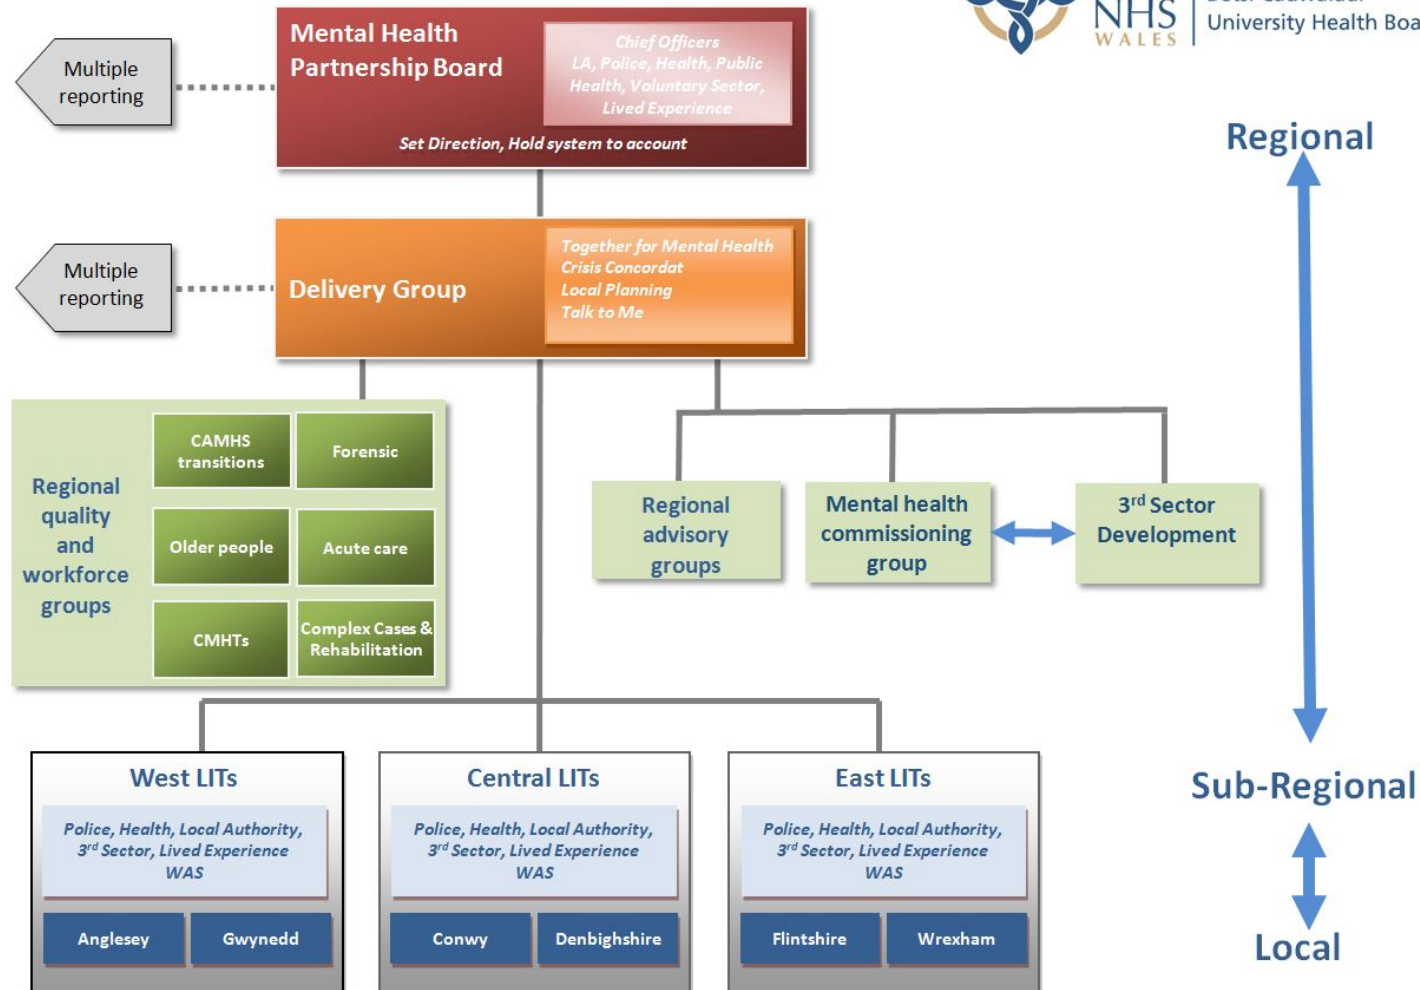 NHS
WALES
University Health Boa
Multiple
reporting
Mental Health
Partnership Board
Chief Officers
LA, Police, Health, Public
Health, Voluntary Sector,
Lived Experience
Set Direction, Hold system to account
Regional
Multiple
reporting
Delivery Group
Together for Mental Health
Crisis Concordat
Local Planning
Talk to Me
Regional
quality
and
workforce
groups
CAMHS
transitions
Forensic
Older people
Acute care
CMHTs
Complex Cases &
Rehabilitation
Regional
advisory
groups
Mental health
commissioning
group
3rd Sector
Development
West LITs
Police, Health, Local Authority,
3rd Sector, Lived Experience
WAS
Anglesey
Gwynedd
Central LITs
Police, Health, Local Authority,
3rd Sector, Lived Experience
WAS
Conwy
Denbighshire
East LITs
Police, Health, Local Authority,
3rd Sector, Lived Experience
WAS
Flintshire
Wrexham
Sub-Regional
Local